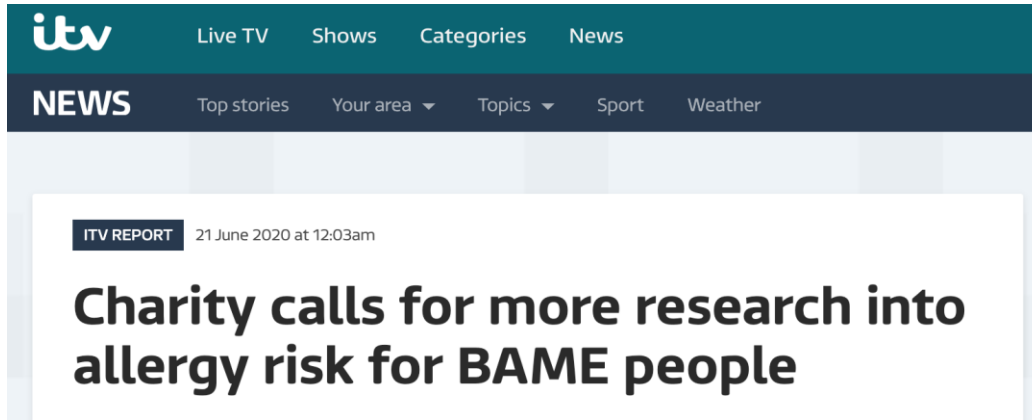 itv Live TV Shows Categories News
NEWS Top stories Your area Topics Sport Weather
ITV REPORT 21 June 2020 at 12:03am
Charity calls for more research into
allergy risk for BAME people